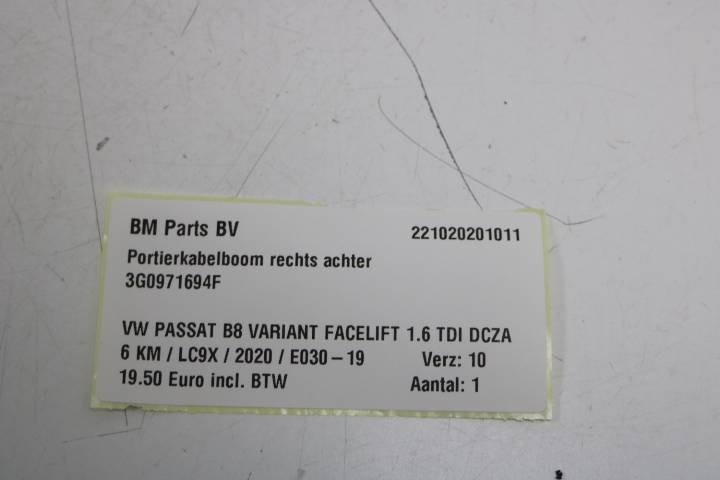 BM Parts BV 221020201011
Portierkabelboom rechts achter
3G0971694F
VW PASSAT B8 VARIANT FACELIFT 1.6 TDI DCZA
6 KM / LC9X / 2020 / E030-19 Verz: 10
19.50 Euro incl. BTW Aantal: 1